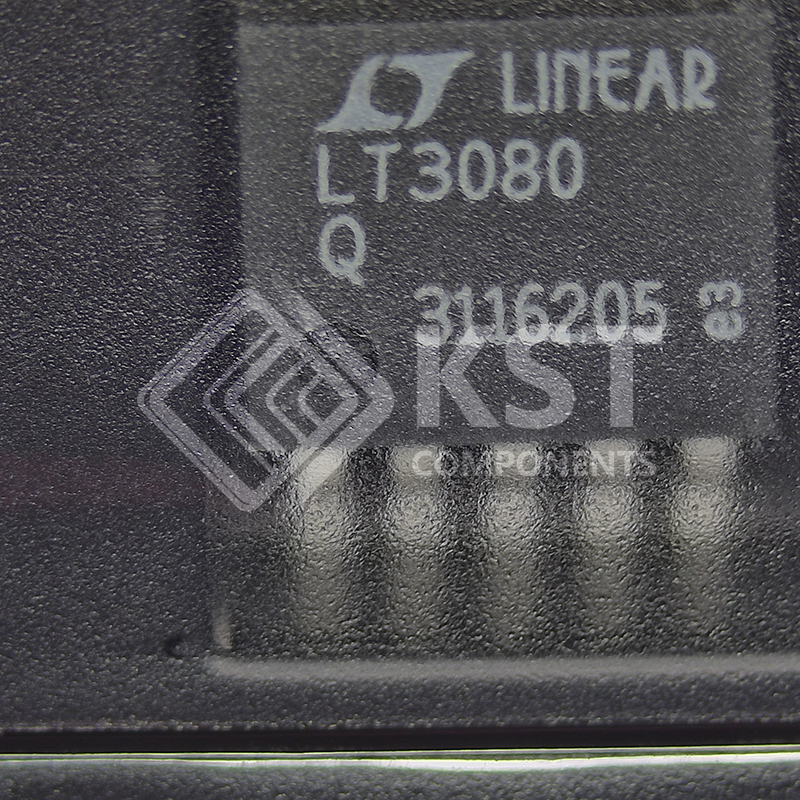 LINEAR
LT3080
Q
3116205 e3
KST
COMPONENTS